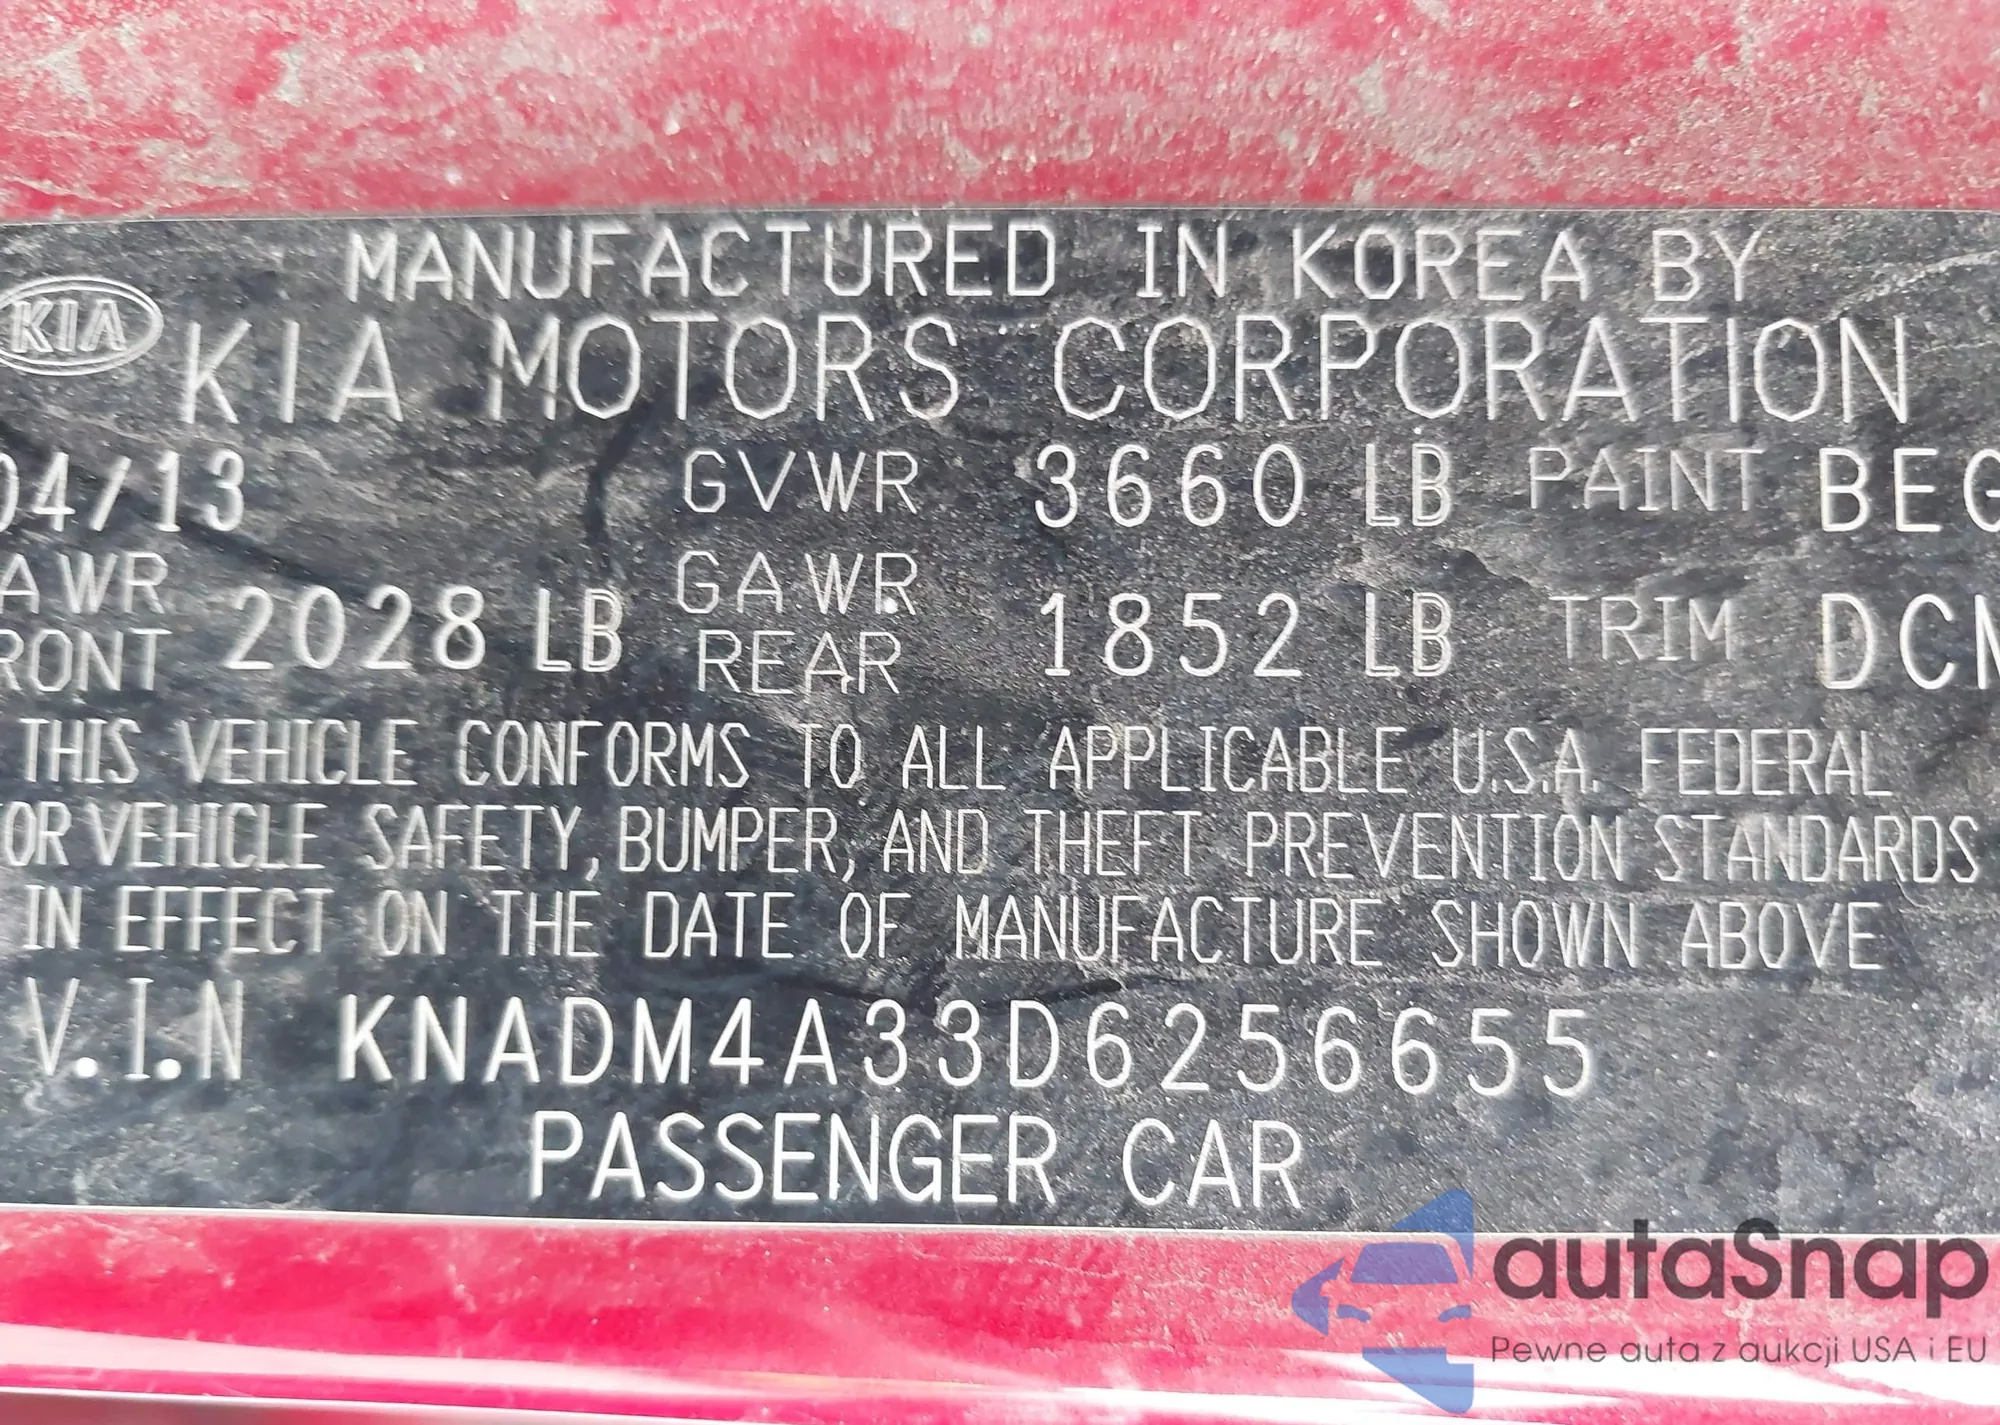 MANUFACTURED IN KOREA BY
KIA
KIA MOTORS CORPORATION
04/13 GVWR 3660 LB PAINT BEG
AWR FRONT 2028 LB GAWR REAR 1852 LB TRIM DCM
THIS VEHICLE CONFORMS TO ALL APPLICABLE U.S.A. FEDERAL
OR VEHICLE SAFETY, BUMPER, AND THEFT PREVENTION STANDARDS
IN EFFECT ON THE DATE OF MANUFACTURE SHOWN ABOVE
V.I.N KNADM4A33D6256655
PASSENGER CAR
autaSnap
Pewne auta z aukcji USA i EU